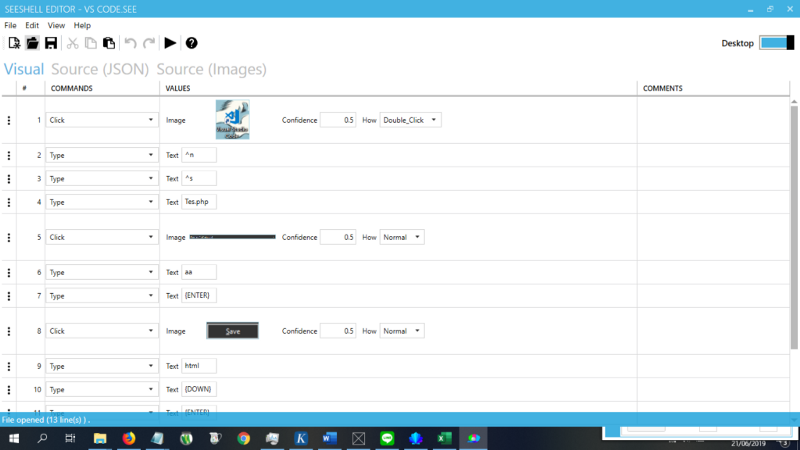 SEESHELL EDITOR - VS CODE.SEE
File Edit View Help
Desktop
Visual Source (JSON) Source (Images)
# COMMANDS VALUES COMMENTS
1 Click Image Visual Studio Code Confidence 0.5 How Double_Click
2 Type Text ^n
3 Type Text ^s
4 Type Text Tes.php
5 Click Image Confidence 0.5 How Normal
6 Type Text aa
7 Type Text {ENTER}
8 Click Image Save Confidence 0.5 How Normal
9 Type Text html
10 Type Text {DOWN}
11 Type Text {ENTER}
File opened (13 line(s) ) .
21/06/2019